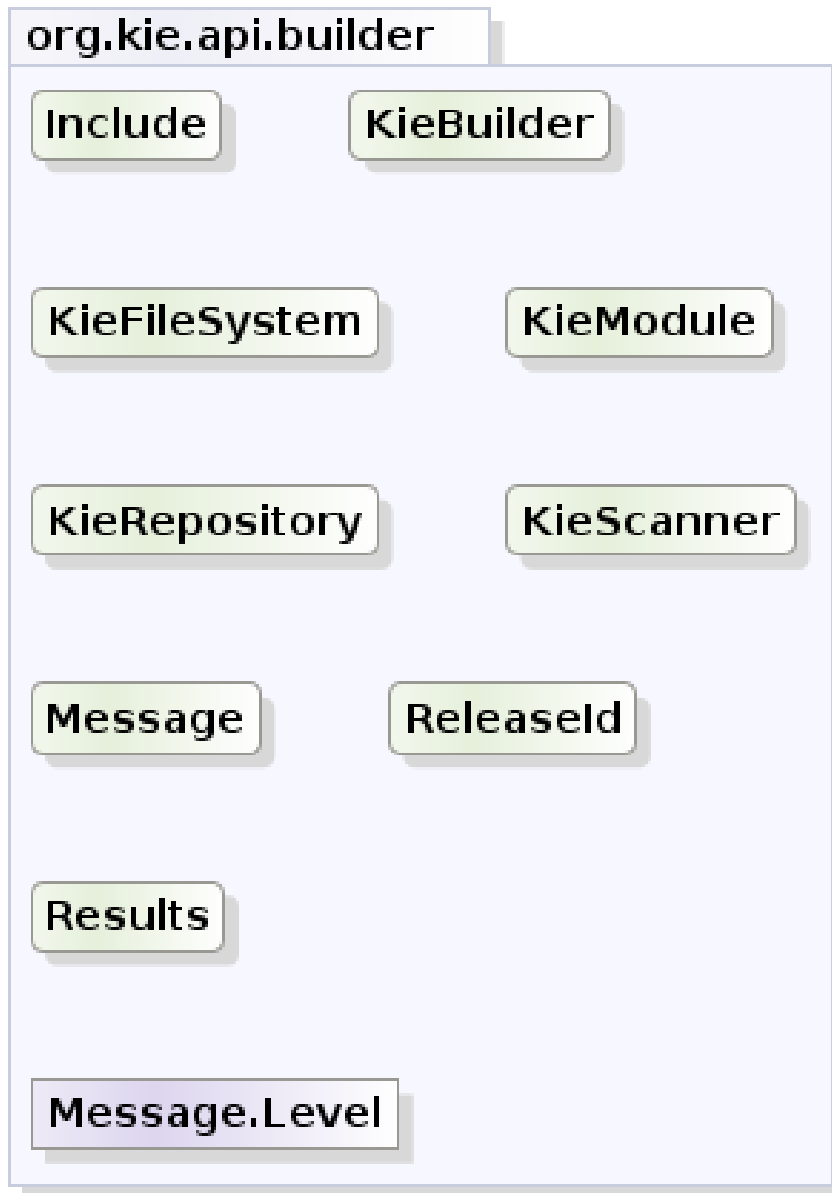 org.kie.api.builder
Include KieBuilder
KieFileSystem KieModule
KieRepository KieScanner
Message ReleaseId
Results
Message.Level